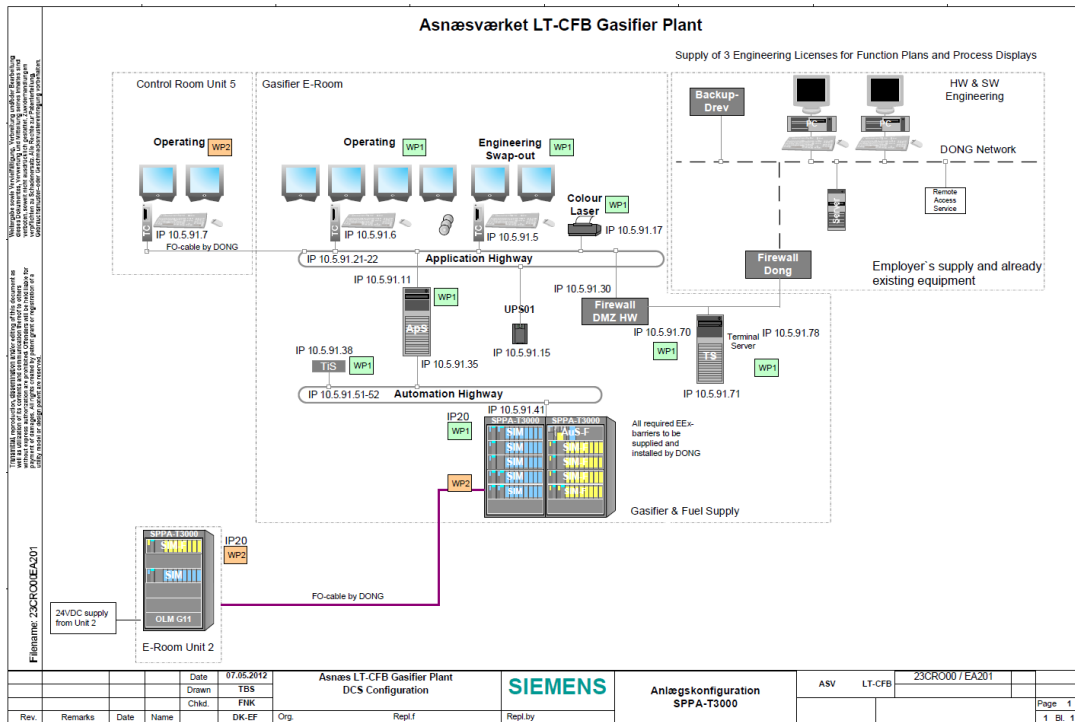 Asnæsværket LT-CFB Gasifier Plant
Supply of 3 Engineering Licenses for Function Plans and Process Displays
Control Room Unit 5
Gasifier E-Room
Backup-
Drev
HW & SW
Engineering
PC
PC
DONG Network
Operating
WP2
Operating
WP1
Engineering
Swap-out
WP1
Colour
Laser
WP1
Server
Remote
Access
Service
TC
IP 10.5.91.7
TC
IP 10.5.91.6
TC
IP 10.5.91.5
IP 10.5.91.17
FO-cable by DONG
IP 10.5.91.21-22
Application Highway
Firewall
Dong
Employer`s supply and already
existing equipment
IP 10.5.91.11
WP1
ApS
UPS01
IP 10.5.91.15
IP 10.5.91.30
Firewall
DMZ HW
IP 10.5.91.70
WP1
IP 10.5.91.78
Terminal
Server
TS
WP1
IP 10.5.91.71
IP 10.5.91.38
TiS
WP1
IP 10.5.91.35
IP 10.5.91.51-52
Automation Highway
IP 10.5.91.41
IP20
WP1
SPPA-T3000
SPPA-T3000
SIM
SIM
SIM
SIM
All required EEx-
barriers to be
supplied and
installed by DONG
WP2
Gasifier & Fuel Supply
SPPA-T3000
SIM
OLM G11
IP20
WP2
FO-cable by DONG
24VDC supply
from Unit 2
E-Room Unit 2
Filename: 23CRO00EA201
Date 07.05.2012
Drawn TBS
Chkd. FNK
Rev. Remarks Date Name DK-EF
Asnæs LT-CFB Gasifier Plant
DCS Configuration
Org. Repl.f Repl.by
SIEMENS
Anlægskonfiguration
SPPA-T3000
ASV LT-CFB
23CRO00 / EA201
Page 1
1 Bl. 1